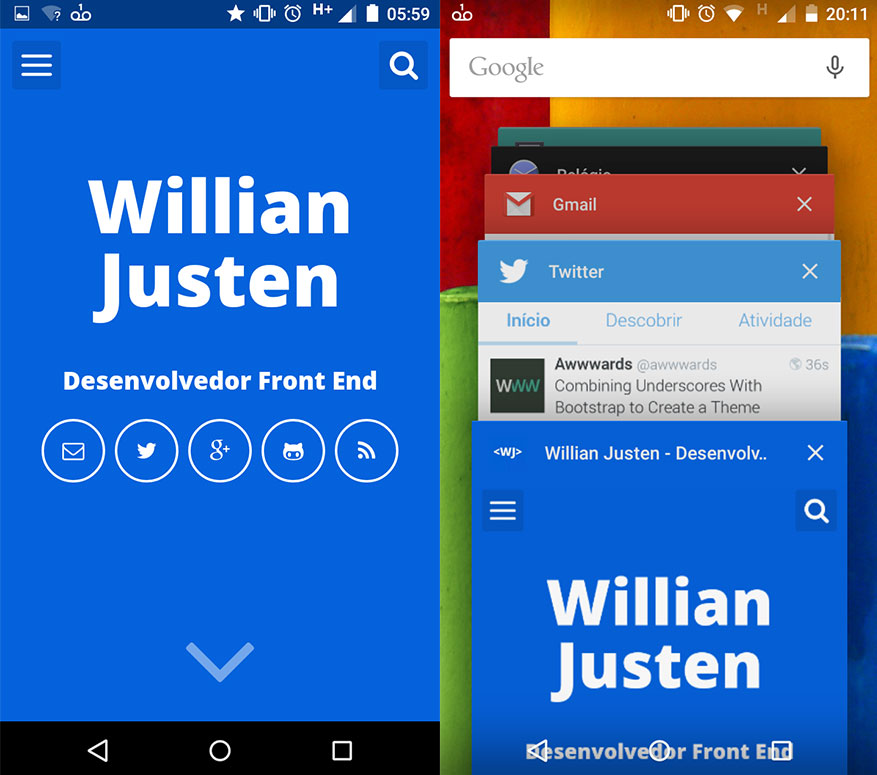 H+ 05:59
Willian
Justen
Desenvolvedor Front End
g+
H 20:11
Google
Relógio
Gmail
Twitter
Início Descobrir Atividade
Awwwards @awwwards 36s
WWW
Combining Underscores With
Bootstrap to Create a Theme
<WJ> Willian Justen - Desenvolv..
Willian
Justen
Desenvolvedor Front End